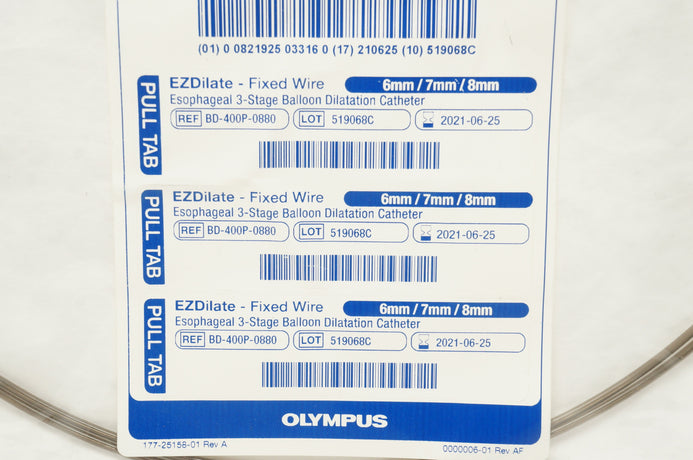 (01) 0 0821925 03316 0 (17) 210625 (10) 519068C
PULL TAB
EZDilate - Fixed Wire 6mm / 7mm / 8mm
Esophageal 3-Stage Balloon Dilatation Catheter
REF BD-400P-0880 LOT 519068C 2021-06-25
PULL TAB
EZDilate - Fixed Wire 6mm / 7mm / 8mm
Esophageal 3-Stage Balloon Dilatation Catheter
REF BD-400P-0880 LOT 519068C 2021-06-25
PULL TAB
EZDilate - Fixed Wire 6mm / 7mm / 8mm
Esophageal 3-Stage Balloon Dilatation Catheter
REF BD-400P-0880 LOT 519068C 2021-06-25
OLYMPUS
177-25158-01 Rev A 0000006-01 Rev AF